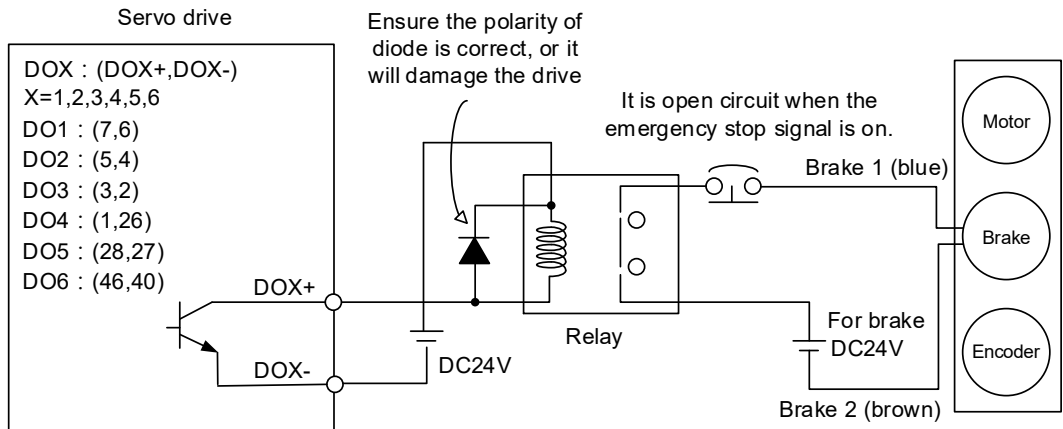 Servo drive
DOX : (DOX+,DOX-)
X=1,2,3,4,5,6
DO1 : (7,6)
DO2 : (5,4)
DO3 : (3,2)
DO4 : (1,26)
DO5 : (28,27)
DO6 : (46,40)
DOX+
DOX-
Ensure the polarity of
diode is correct, or it
will damage the drive
DC24V
Relay
It is open circuit when the
emergency stop signal is on.
Brake 1 (blue)
For brake
DC24V
Brake 2 (brown)
Motor
Brake
Encoder